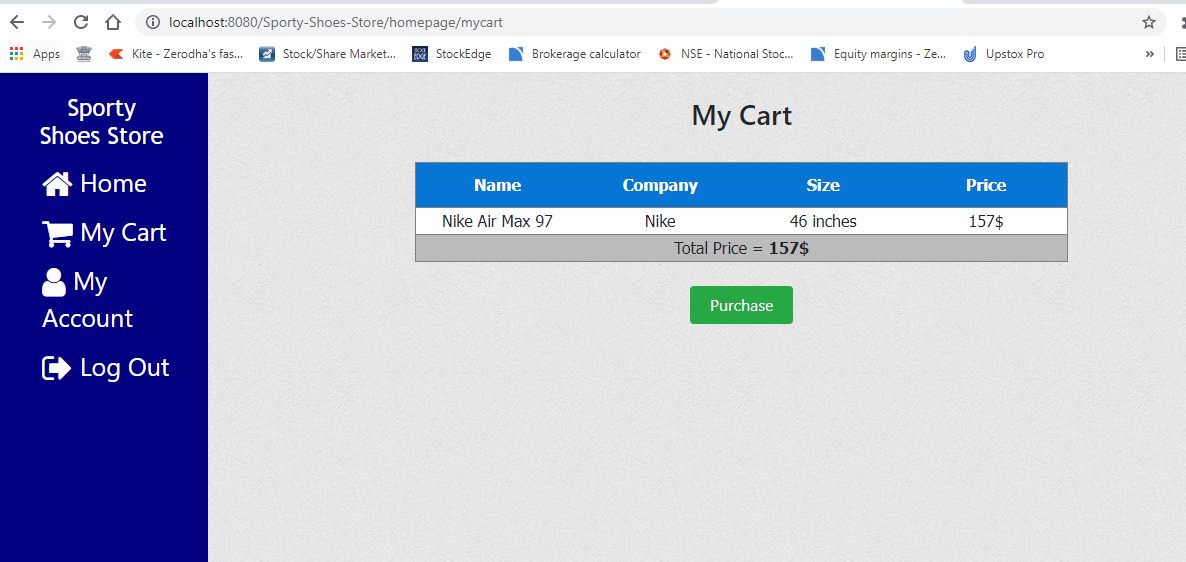 localhost:8080/Sporty-Shoes-Store/homepage/mycart
Apps Kite - Zerodha's fas... Stock/Share Market... STOCK EDGE StockEdge Brokerage calculator NSE - National Stoc... Equity margins - Ze... Upstox Pro »
Sporty
Shoes Store
Home
My Cart
My
Account
Log Out
My Cart
Name Company Size Price
Nike Air Max 97 Nike 46 inches 157$
Total Price = 157$
Purchase